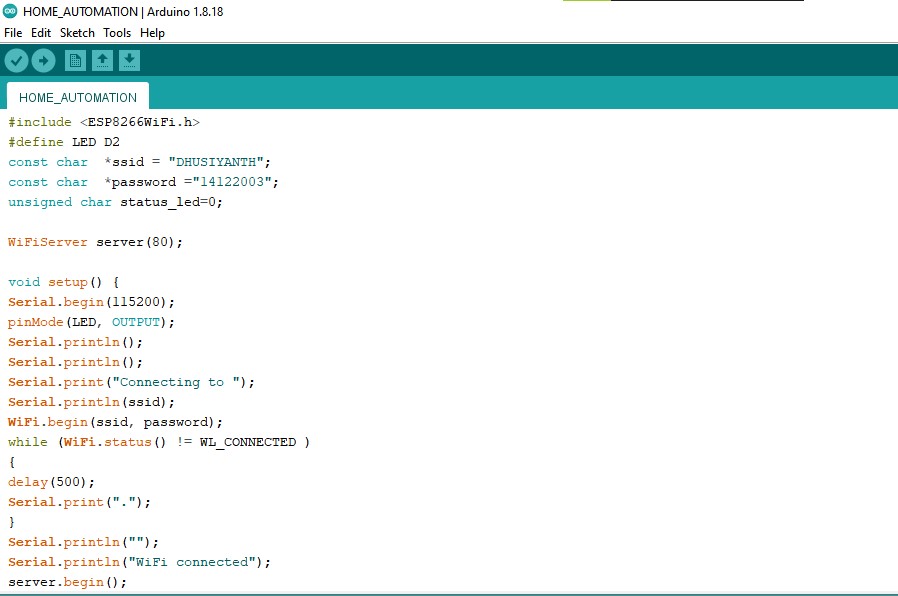 HOME_AUTOMATION | Arduino 1.8.18
File Edit Sketch Tools Help
HOME_AUTOMATION
#include <ESP8266WiFi.h>
#define LED D2
const char  *ssid = "DHUSIYANTH";
const char  *password ="14122003";
unsigned char status_led=0;
WiFiServer server(80);
void setup() {
Serial.begin(115200);
pinMode(LED, OUTPUT);
Serial.println();
Serial.println();
Serial.print("Connecting to ");
Serial.println(ssid);
WiFi.begin(ssid, password);
while (WiFi.status() != WL_CONNECTED )
{
delay(500);
Serial.print(".");
}
Serial.println("");
Serial.println("WiFi connected");
server.begin();